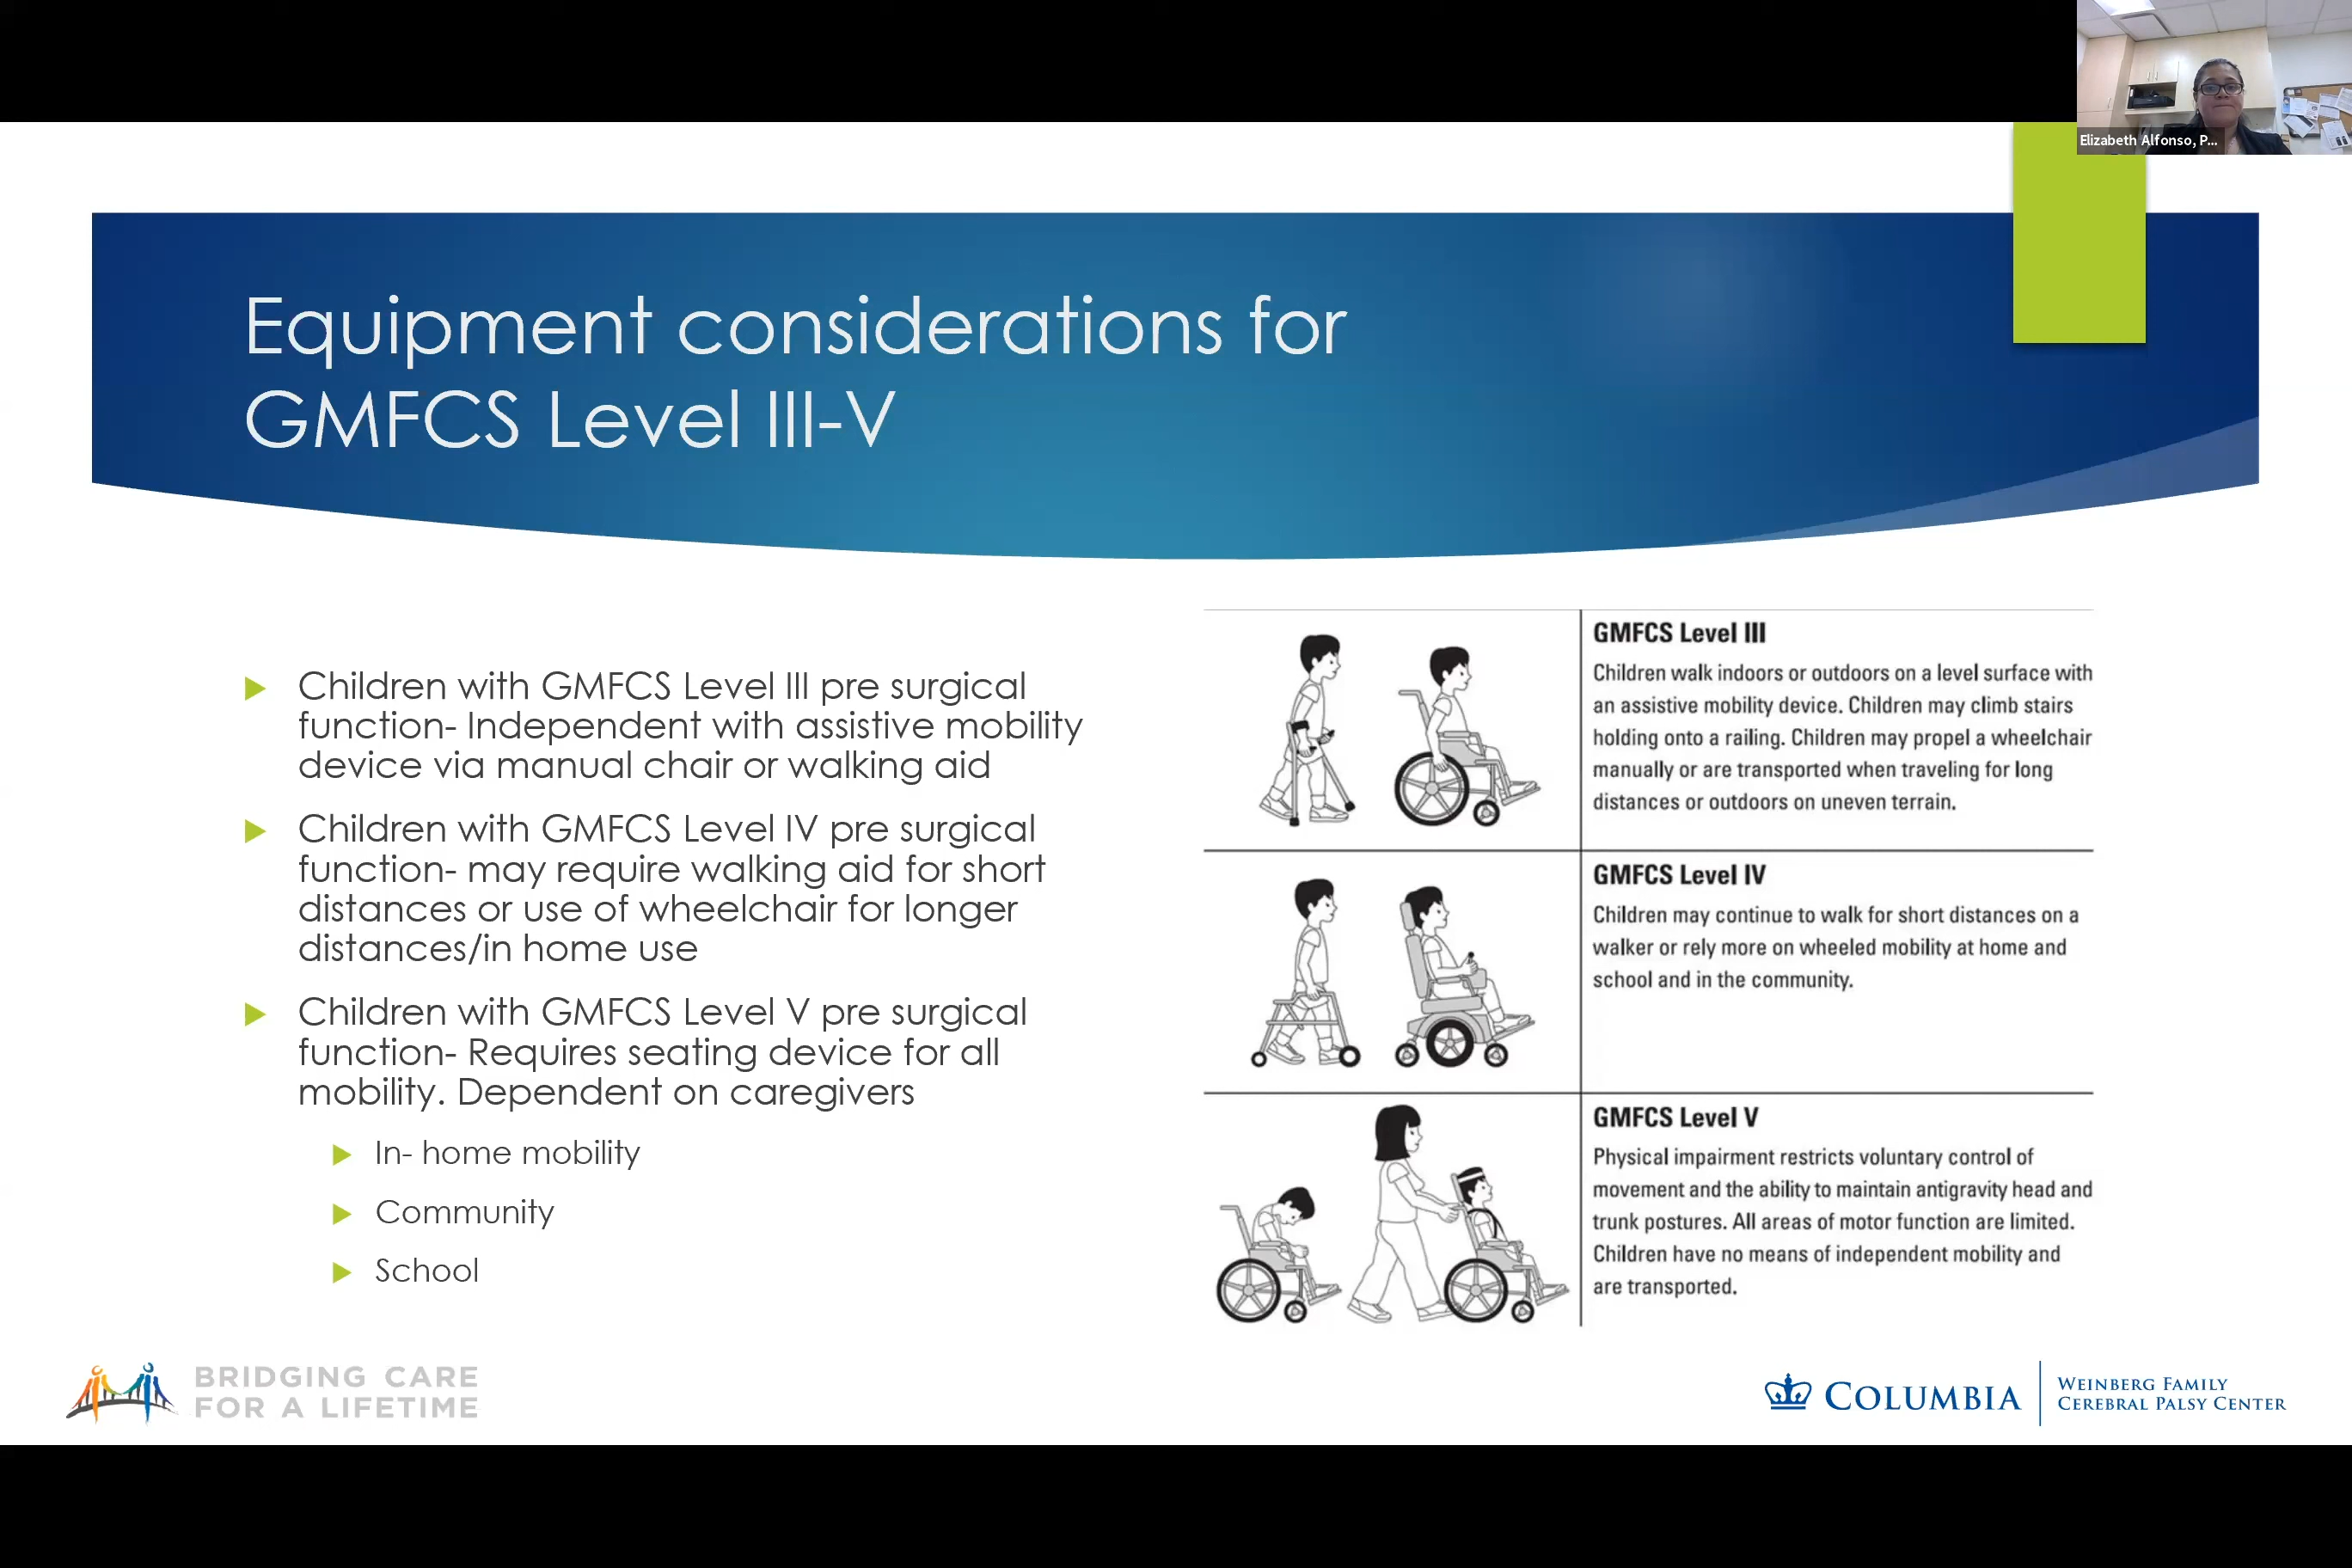 Elizabeth Alfonso, P...
Equipment considerations for
GMFCS Level III-V
Children with GMFCS Level III pre surgical
function- Independent with assistive mobility
device via manual chair or walking aid
Children with GMFCS Level IV pre surgical
function- may require walking aid for short
distances or use of wheelchair for longer
distances/in home use
Children with GMFCS Level V pre surgical
function- Requires seating device for all
mobility. Dependent on caregivers
In- home mobility
Community
School
GMFCS Level III
Children walk indoors or outdoors on a level surface with
an assistive mobility device. Children may climb stairs
holding onto a railing. Children may propel a wheelchair
manually or are transported when traveling for long
distances or outdoors on uneven terrain.
GMFCS Level IV
Children may continue to walk for short distances on a
walker or rely more on wheeled mobility at home and
school and in the community.
GMFCS Level V
Physical impairment restricts voluntary control of
movement and the ability to maintain antigravity head and
trunk postures. All areas of motor function are limited.
Children have no means of independent mobility and
are transported.
BRIDGING CARE
FOR A LIFETIME
COLUMBIA
WEINBERG FAMILY
CEREBRAL PALSY CENTER